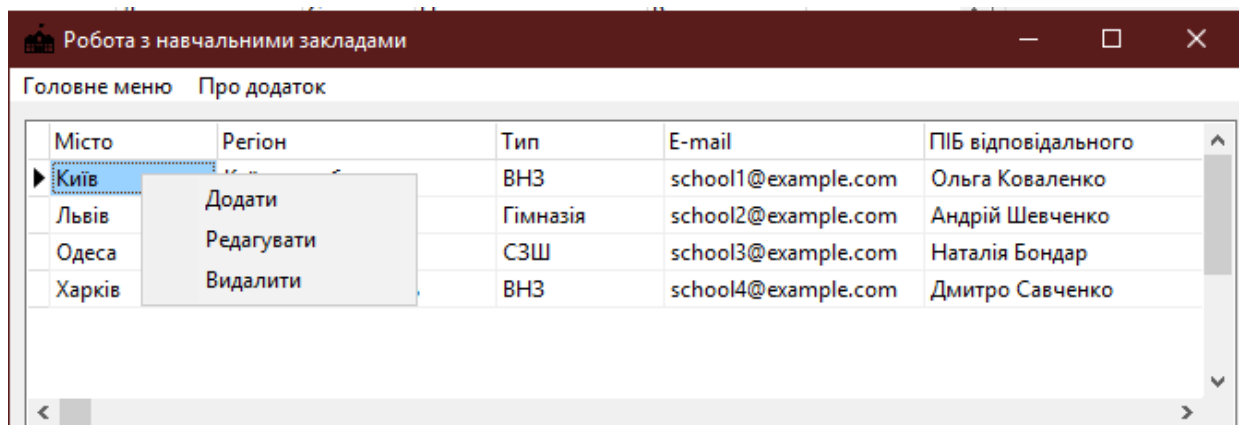 Робота з навчальними закладами
Головне меню Про додаток
Місто Регіон Тип E-mail ПІБ відповідального
Київ ВНЗ school1@example.com Ольга Коваленко
Додати
Львів Гімназія school2@example.com Андрій Шевченко
Редагувати
Одеса СЗШ school3@example.com Наталія Бондар
Видалити
Харків ВНЗ school4@example.com Дмитро Савченко